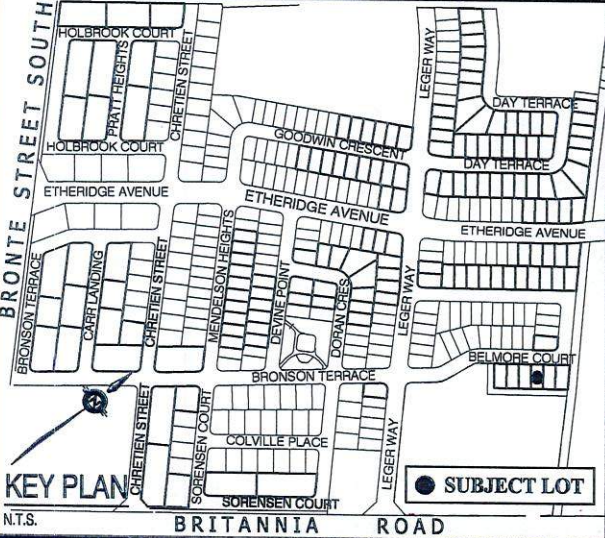 HOLBROOK COURT
PRATT HEIGHTS
CHRETIEN STREET
LEGER WAY
DAY TERRACE
GOODWIN CRESCENT
HOLBROOK COURT
DAY TERRACE
ETHERIDGE AVENUE
ETHERIDGE AVENUE
ETHERIDGE AVENUE
BRONTE STREET SOUTH
BRONSON TERRACE
CARR LANDING
CHRETIEN STREET
MENDELSON HEIGHTS
DEVINE POINT
DORAN CRES.
LEGER WAY
BELMORE COURT
BRONSON TERRACE
N
CHRETIEN STREET
SORENSEN COURT
COLVILLE PLACE
LEGER WAY
KEY PLAN
SUBJECT LOT
SORENSEN COURT
N.T.S.
BRITANNIA ROAD